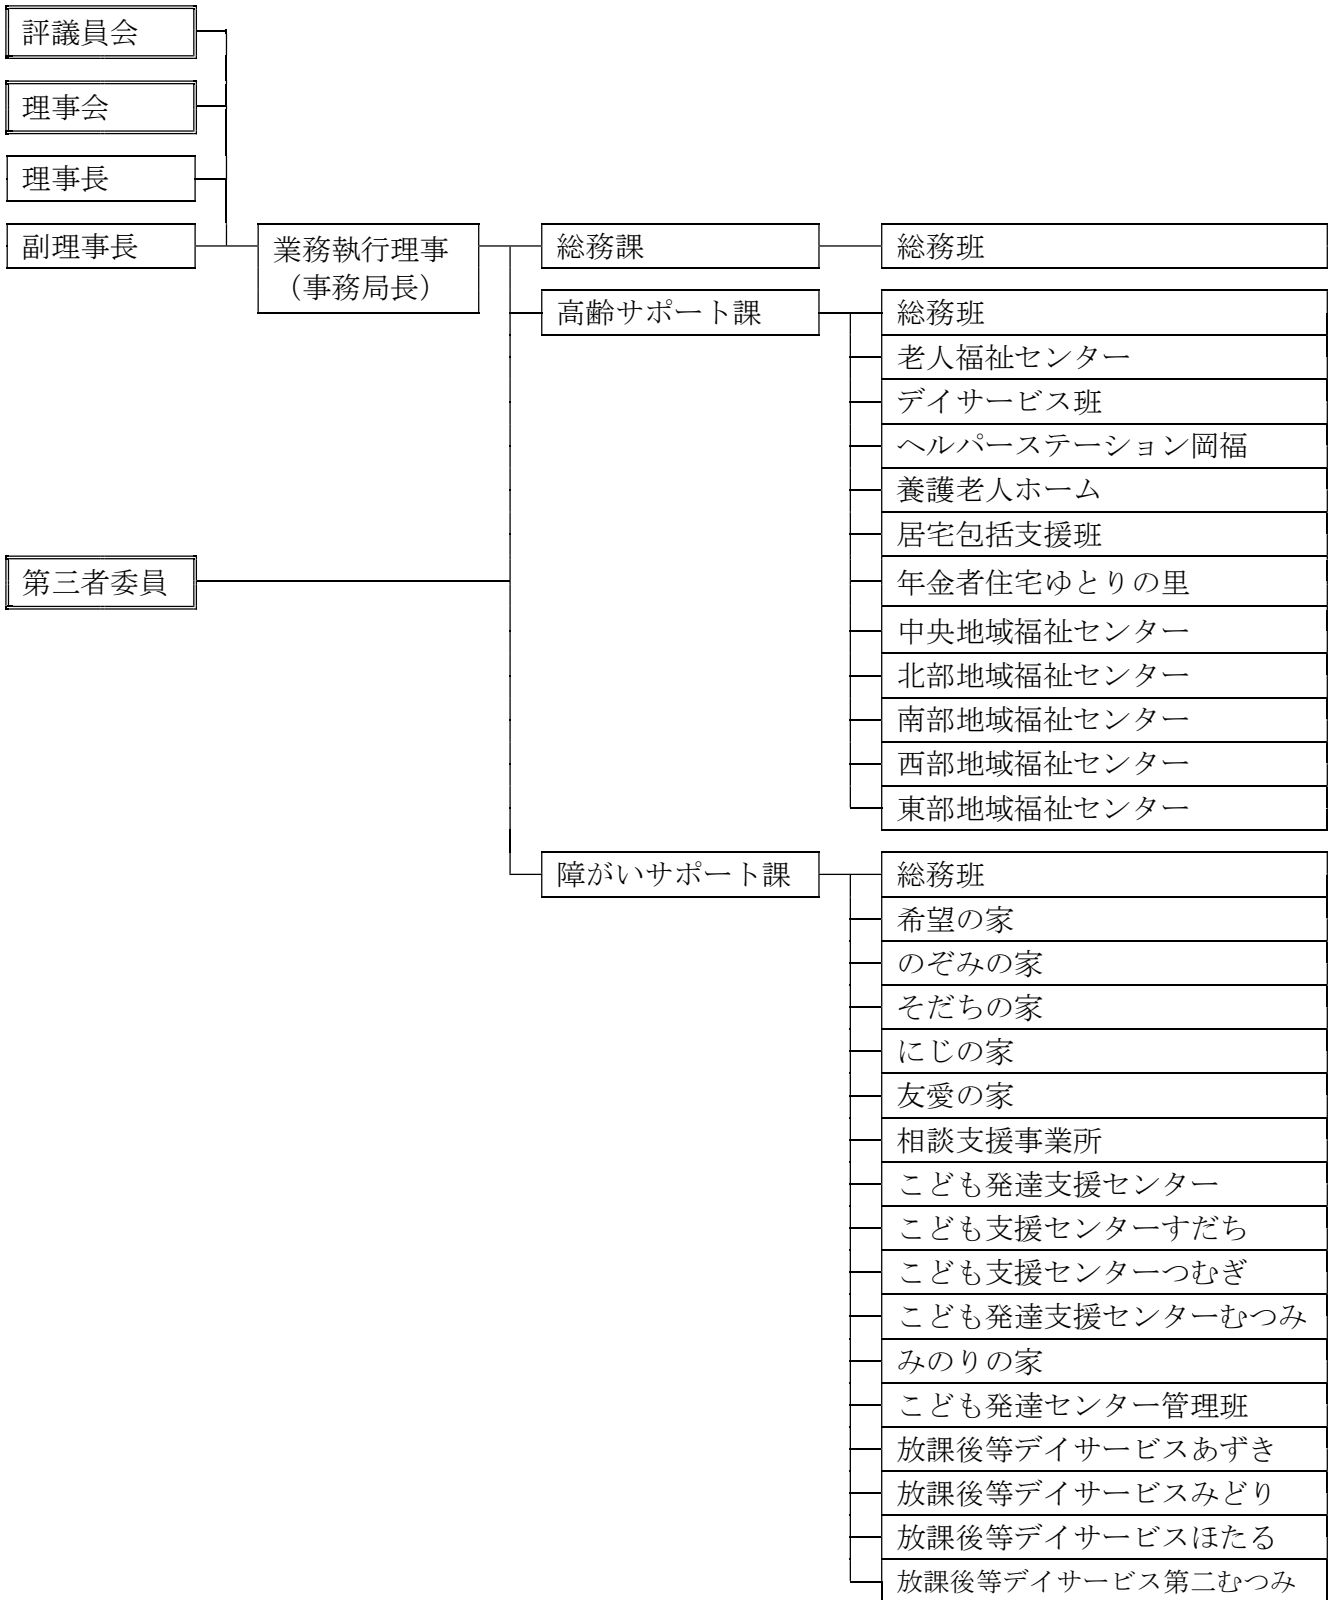 評議員会
理事会
理事長
副理事長
業務執行理事
（事務局長）
総務課
総務班
高齢サポート課
総務班
老人福祉センター
デイサービス班
ヘルパーステーション岡福
養護老人ホーム
居宅包括支援班
第三者委員
年金者住宅ゆとりの里
中央地域福祉センター
北部地域福祉センター
南部地域福祉センター
西部地域福祉センター
東部地域福祉センター
障がいサポート課
総務班
希望の家
のぞみの家
そだちの家
にじの家
友愛の家
相談支援事業所
こども発達支援センター
こども支援センターすだち
こども支援センターつむぎ
こども発達支援センターむつみ
みのりの家
こども発達センター管理班
放課後等デイサービスあずき
放課後等デイサービスみどり
放課後等デイサービスほたる
放課後等デイサービス第二むつみ